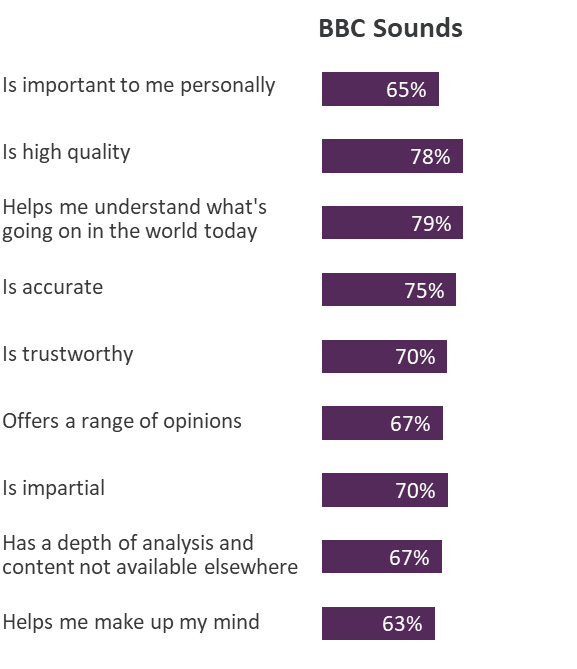 BBC Sounds
Is important to me personally
65%
Is high quality
78%
Helps me understand what's
going on in the world today
79%
Is accurate
75%
Is trustworthy
70%
Offers a range of opinions
67%
Is impartial
70%
Has a depth of analysis and
content not available elsewhere
67%
Helps me make up my mind
63%